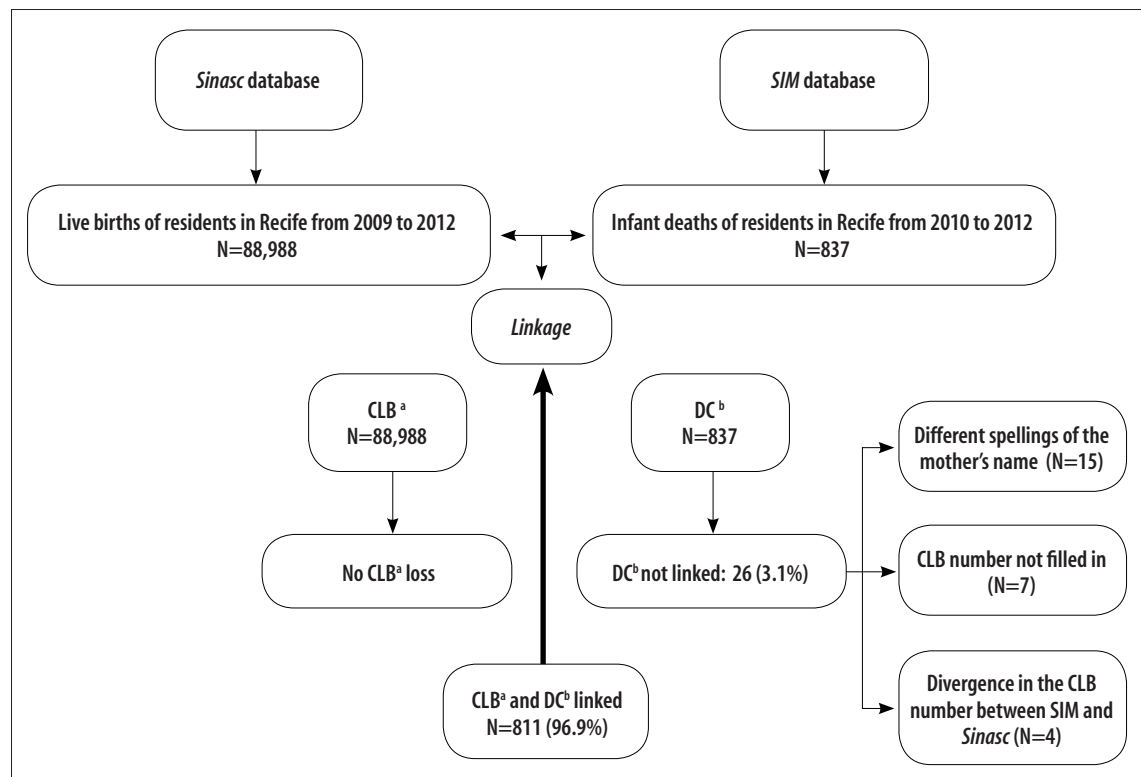 Sinasc database
SIM database
Live births of residents in Recife from 2009 to 2012
N=88,988
Infant deaths of residents in Recife from 2010 to 2012
N=837
Linkage
CLB a
N=88,988
DC b
N=837
Different spellings of the
mother's name (N=15)
No CLBa loss
DCb not linked: 26 (3.1%)
CLB number not filled in
(N=7)
CLBa and DCb linked
N=811 (96.9%)
Divergence in the CLB
number between SIM and
Sinasc (N=4)